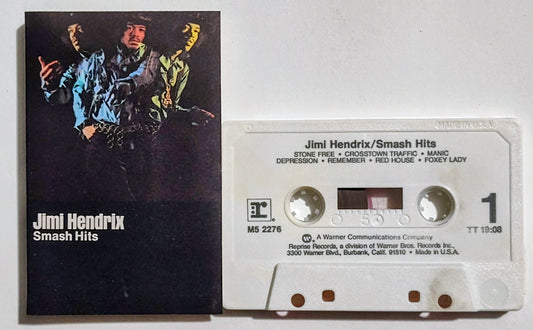 Jimi Hendrix
Smash Hits
MADE IN U.S.A.
Jimi Hendrix/Smash Hits
STONE FREE • CROSSTOWN TRAFFIC • MANIC
DEPRESSION • REMEMBER • RED HOUSE • FOXEY LADY
r:
M5 2276
1
TT 19:08
A Warner Communications Company
Reprise Records, a division of Warner Bros. Records Inc.,
3300 Warner Blvd., Burbank, Calif. 91510 • Made in U.S.A.